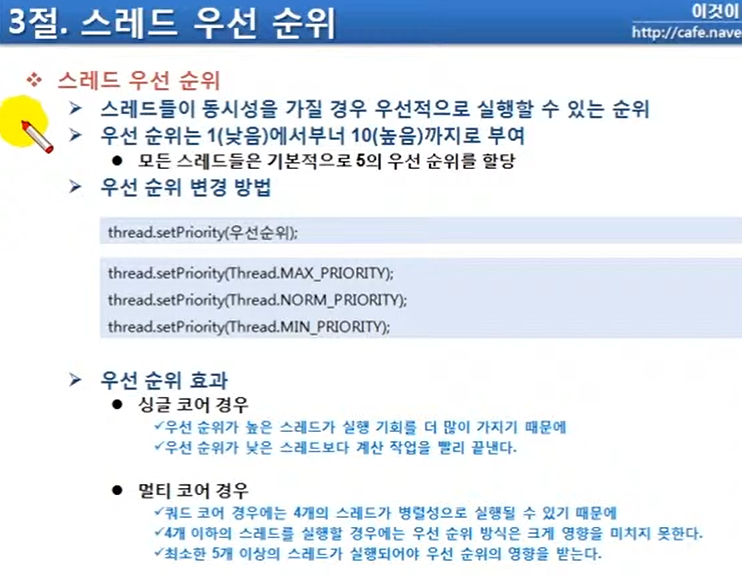 3절. 스레드 우선 순위
이것이
http://cafe.nave
스레드 우선 순위
스레드들이 동시성을 가질 경우 우선적으로 실행할 수 있는 순위
우선 순위는 1(낮음)에서부너 10(높음)까지로 부여
모든 스레드들은 기본적으로 5의 우선 순위를 할당
우선 순위 변경 방법
thread.setPriority(우선순위);
thread.setPriority(Thread.MAX_PRIORITY);
thread.setPriority(Thread.NORM_PRIORITY);
thread.setPriority(Thread.MIN_PRIORITY);
우선 순위 효과
싱글 코어 경우
✓우선 순위가 높은 스레드가 실행 기회를 더 많이 가지기 때문에
✓우선 순위가 낮은 스레드보다 계산 작업을 빨리 끝낸다.
멀티 코어 경우
✓쿼드 코어 경우에는 4개의 스레드가 병렬성으로 실행될 수 있기 때문에
✓4개 이하의 스레드를 실행할 경우에는 우선 순위 방식은 크게 영향을 미치지 못한다.
✓최소한 5개 이상의 스레드가 실행되어야 우선 순위의 영향을 받는다.